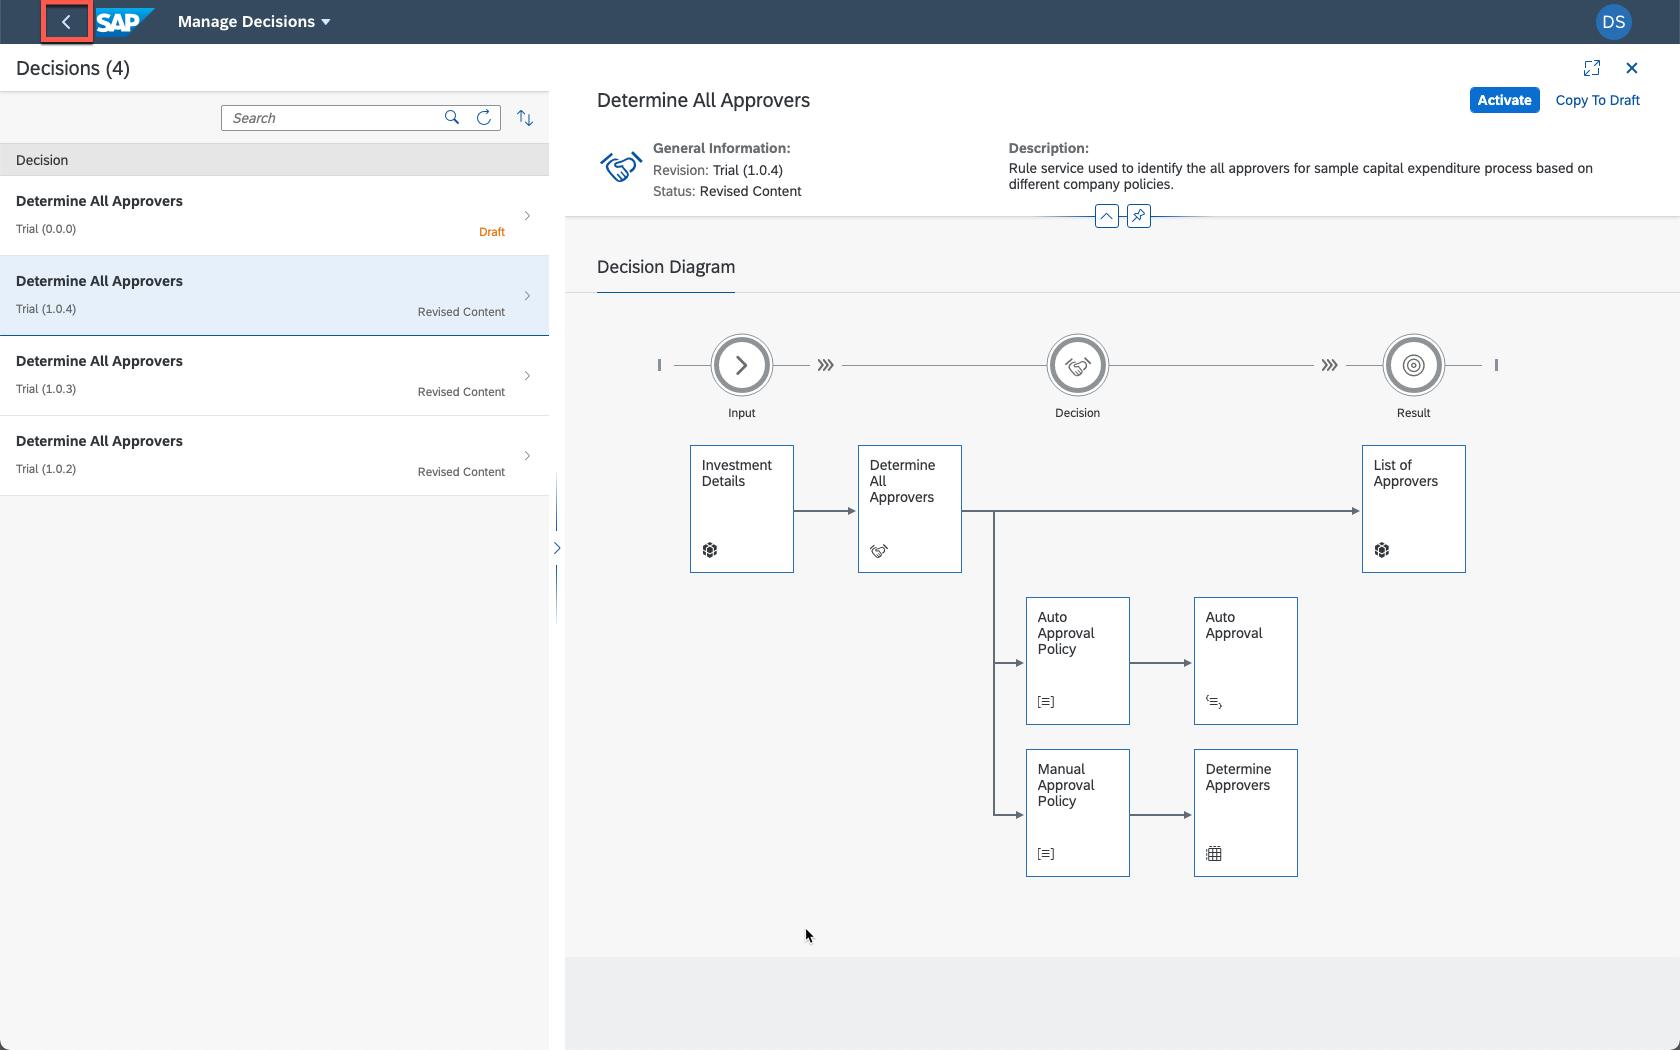 SAP
Manage Decisions
DS
Decisions (4)
Search
Decision
Determine All Approvers
Trial (0.0.0)
Draft
Determine All Approvers
Trial (1.0.4)
Revised Content
Determine All Approvers
Trial (1.0.3)
Revised Content
Determine All Approvers
Trial (1.0.2)
Revised Content
Determine All Approvers
Activate
Copy To Draft
General Information:
Revision: Trial (1.0.4)
Status: Revised Content
Description:
Rule service used to identify the all approvers for sample capital expenditure process based on
different company policies.
Decision Diagram
Input
Decision
Result
Investment
Details
Determine
All
Approvers
List of
Approvers
Auto
Approval
Policy
Auto
Approval
Manual
Approval
Policy
Determine
Approvers